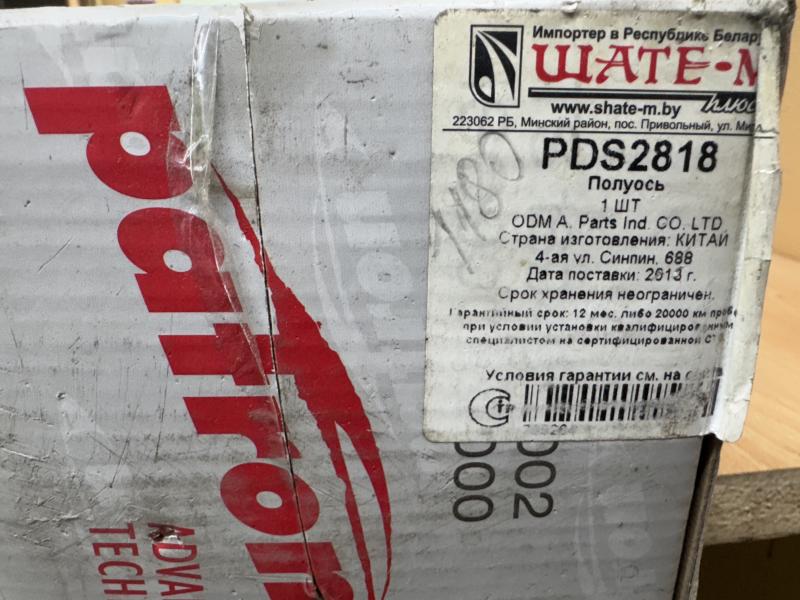 patron
ADVA
TECH
Импортер в Республике Белару
ШАТЕ-М
плюс
www.shate-m.by
223062 РБ, Минский район, пос. Привольный, ул. Ми
PDS2818
1480
Полуось
1 ШТ
ODM A. Parts Ind. CO. LTD
Страна изготовления: КИТАЙ
4-ая ул. Синпин, 688
Дата поставки: 2013 г.
Срок хранения неограничен.
Гарантийный срок: 12 мес. либо 20000 км пробе
при условии установки квалифицированным
специалистом на сертифицированной С
Условия гарантии см. на
002
000